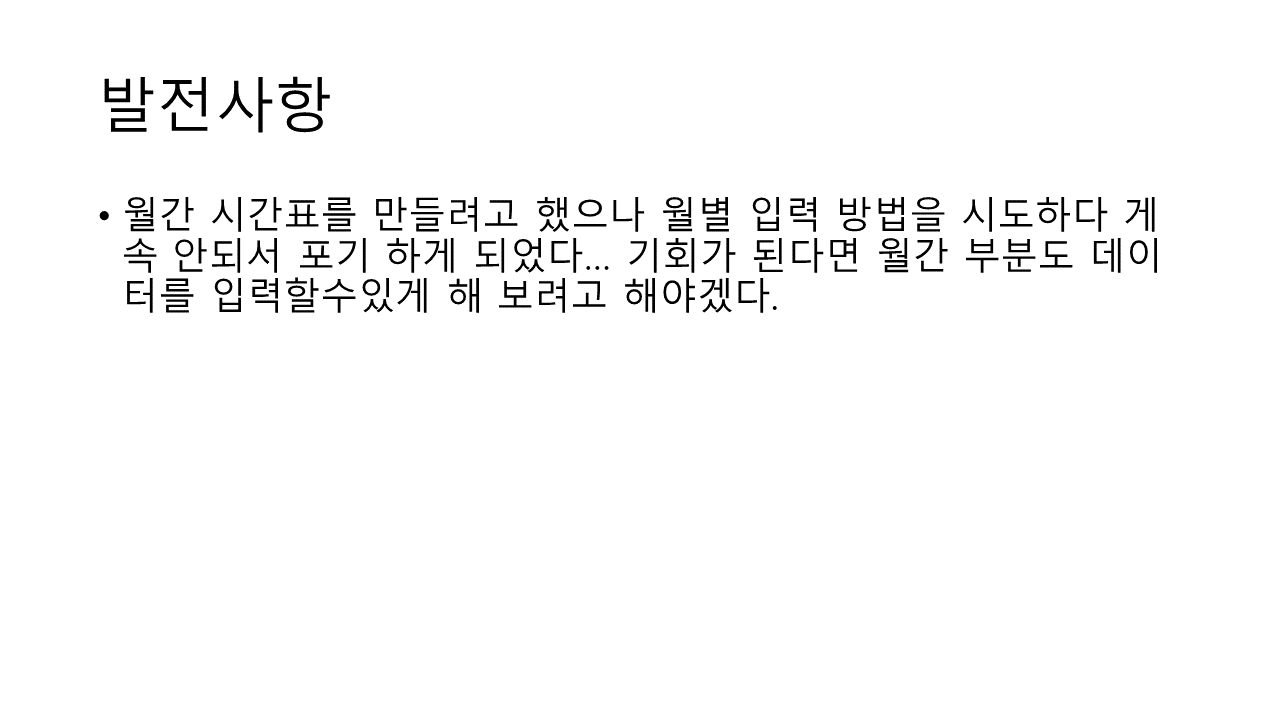 발전사항
• 월간 시간표를 만들려고 했으나 월별 입력 방법을 시도하다 게
속 안되서 포기 하게 되었다... 기회가 된다면 월간 부분도 데이
터를 입력할수있게 해 보려고 해야겠다.